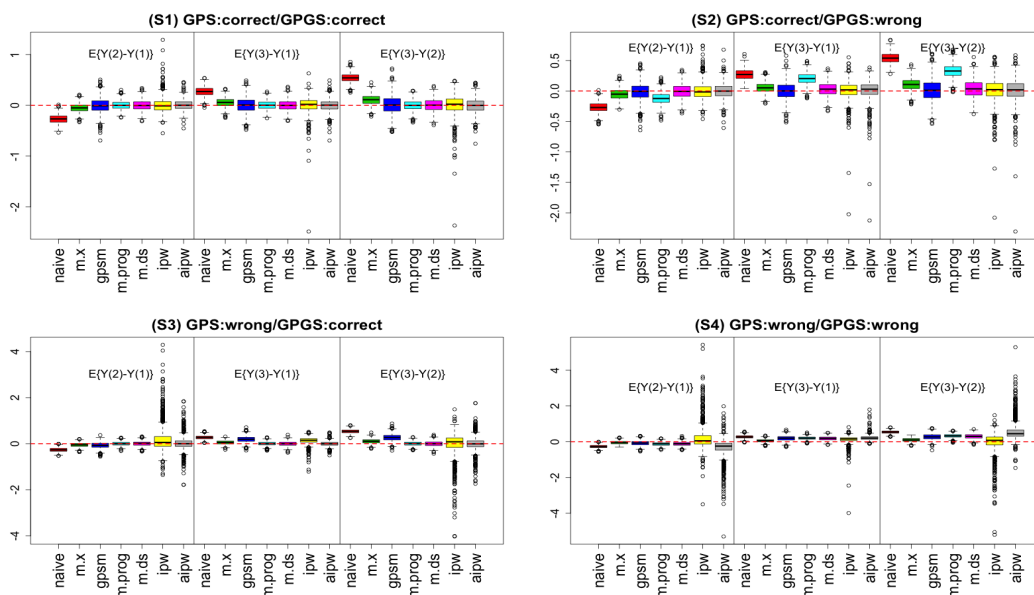 (S1) GPS:correct/GPGS:correct
E{Y(2)-Y(1)} E{Y(3)-Y(1)} E{Y(3)-Y(2)}
1
0
-1
-2
naive m.x gpsm m.prog m.ds ipw aipw naive m.x gpsm m.prog m.ds ipw aipw naive m.x gpsm m.prog m.ds ipw aipw
(S2) GPS:correct/GPGS:wrong
E{Y(2)-Y(1)} E{Y(3)-Y(1)} E{Y(3)-Y(2)}
0.5
0.0
-0.5
-1.0
-1.5
-2.0
naive m.x gpsm m.prog m.ds ipw aipw naive m.x gpsm m.prog m.ds ipw aipw naive m.x gpsm m.prog m.ds ipw aipw
(S3) GPS:wrong/GPGS:correct
E{Y(2)-Y(1)} E{Y(3)-Y(1)} E{Y(3)-Y(2)}
4
2
0
-2
-4
naive m.x gpsm m.prog m.ds ipw aipw naive m.x gpsm m.prog m.ds ipw aipw naive m.x gpsm m.prog m.ds ipw aipw
(S4) GPS:wrong/GPGS:wrong
E{Y(2)-Y(1)} E{Y(3)-Y(1)} E{Y(3)-Y(2)}
4
2
0
-2
-4
naive m.x gpsm m.prog m.ds ipw aipw naive m.x gpsm m.prog m.ds ipw aipw naive m.x gpsm m.prog m.ds ipw aipw